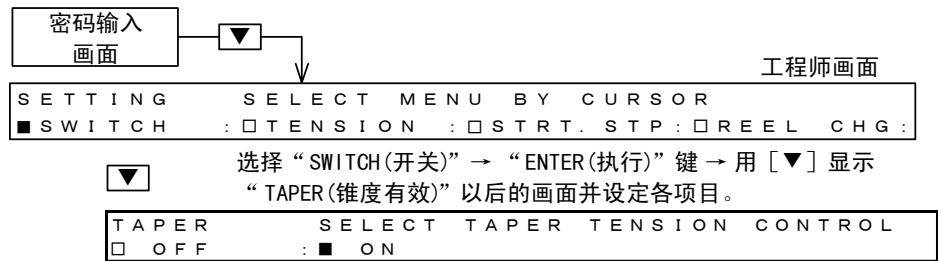 密码输入
画面
▼
工程师画面
SETTING SELECT MENU BY CURSOR
■SWITCH :□TENSION :□STRT. STP:□REEL CHG:
选择“SWITCH(开关)”→“ENTER(执行)”键→用［▼］显示
▼
“TAPER(锥度有效)”以后的画面并设定各项目。
TAPER SELECT TAPER TENSION CONTROL
□ OFF :■ ON